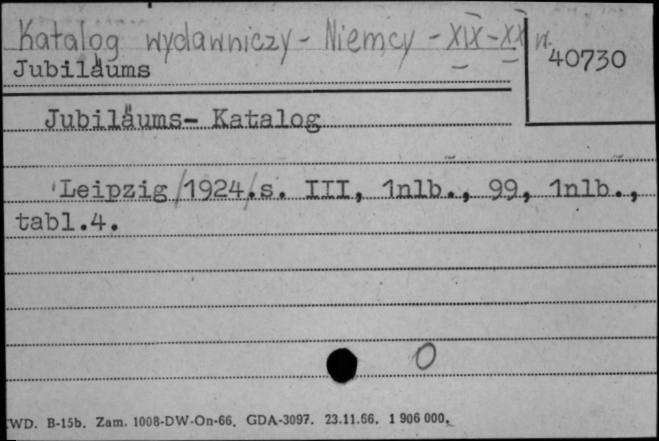 Katalog wydawniczy - Niemcy - XIX - XX w.
40730
Jubiläums
Jubiläums- Katalog
Leipzig/1924/.s. III, 1nlb., 99, 1nlb.,
tabl.4.
0
WD. B-15b. Zam. 1008-DW-On-66. GDA-3097. 23.11.66. 1 906 000.